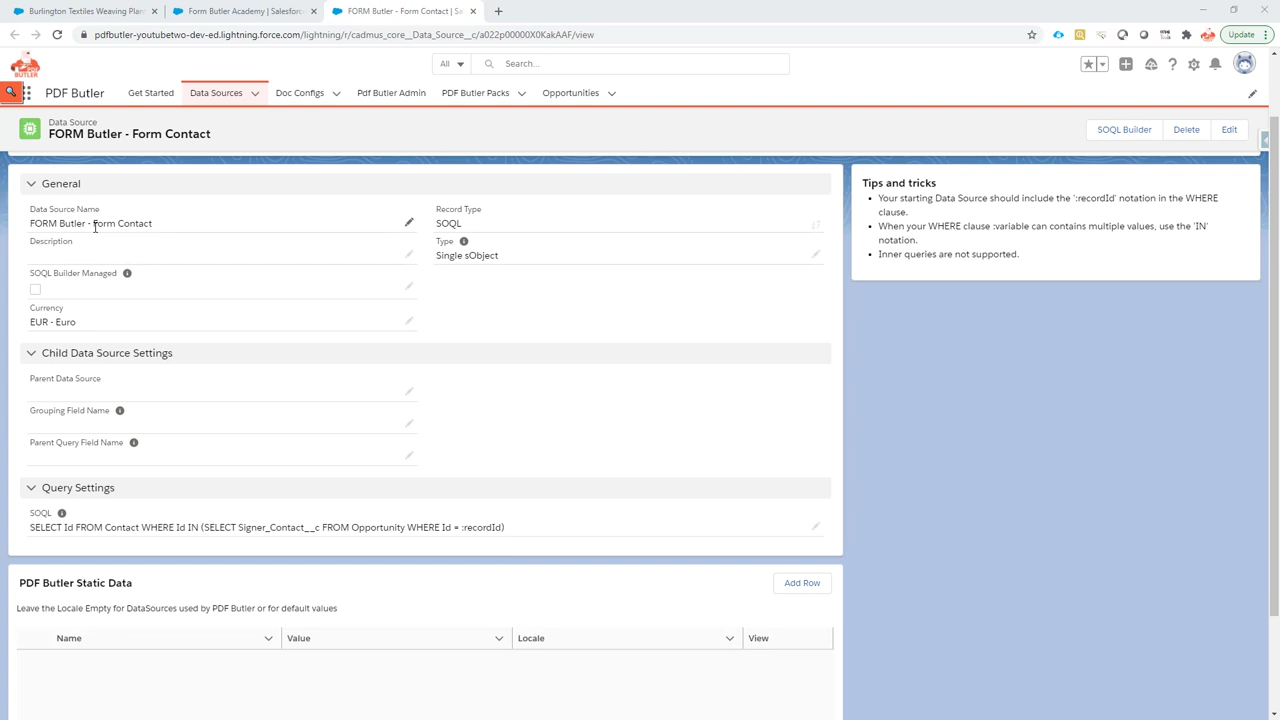 Burlington Textiles Weaving Plan
Form Butler Academy | Salesforce
FORM Butler - Form Contact | Sa
pdfbutler-youtubetwo-dev-ed.lightning.force.com/lightning/r/cadmus_core__Data_Source__c/a022p00000X0KakAAF/view
Update
BUTLER
All
Search...
PDF Butler
Get Started
Data Sources
Doc Configs
Pdf Butler Admin
PDF Butler Packs
Opportunities
Data Source
FORM Butler - Form Contact
SOQL Builder
Delete
Edit
General
Data Source Name
FORM Butler - Form Contact
Record Type
SOQL
Description
Type
Single sObject
SOQL Builder Managed
Currency
EUR - Euro
Child Data Source Settings
Parent Data Source
Grouping Field Name
Parent Query Field Name
Query Settings
SOQL
SELECT Id FROM Contact WHERE Id IN (SELECT Signer_Contact__c FROM Opportunity WHERE Id = :recordId)
Tips and tricks
Your starting Data Source should include the ':recordId' notation in the WHERE
clause.
When your WHERE clause :variable can contains multiple values, use the 'IN'
notation.
Inner queries are not supported.
PDF Butler Static Data
Add Row
Leave the Locale Empty for DataSources used by PDF Butler or for default values
Name
Value
Locale
View